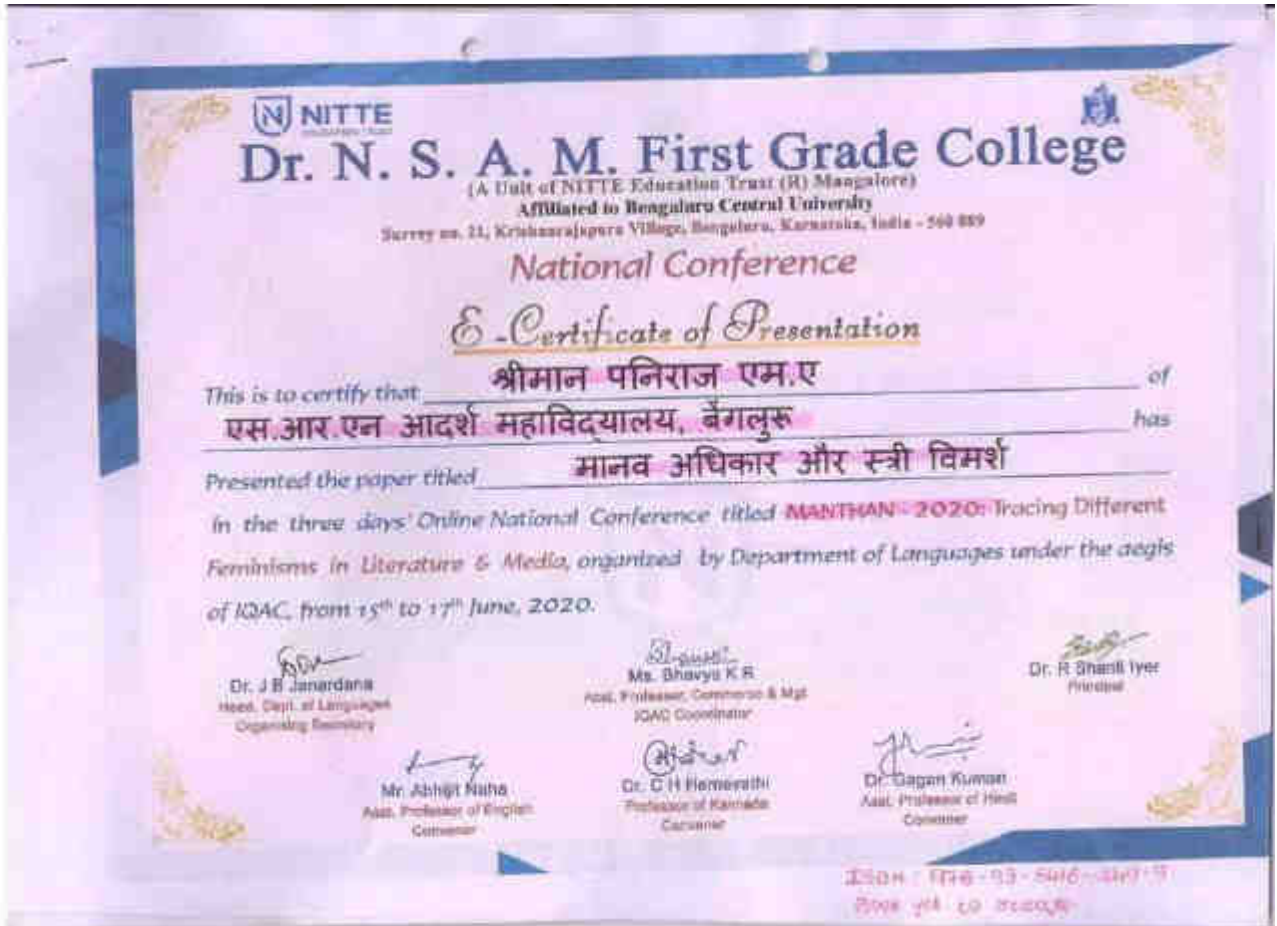 NITTE
Dr. N. S. A. M. First Grade College
(A Unit of NITTE Education Trust (R) Mangalore)
Affiliated to Bengaluru Central University
Survey no. 21, Krishnarajapura Village, Bengaluru, Karnataka, India - 560 089
National Conference
E -Certificate of Presentation
This is to certify that श्रीमान पनिराज एम.ए of
एस.आर.एन आदर्श महाविद्यालय, बेंगलुरू has
Presented the paper titled मानव अधिकार और स्त्री विमर्श
in the three days' Online National Conference titled MANTHAN - 2020: Tracing Different
Feminisms in Literature & Media, organized by Department of Languages under the aegis
of IQAC, from 15th to 17th June, 2020.
Dr. J B Janardana
Head, Dept. of Languages
Organising Secretary
Ms. Bhavya K R
Asst. Professor, Commerce & Mgt
IQAC Coordinator
Dr. R Shanti Iyer
Principal
Mr. Abhijit Naha
Asst. Professor of English
Convener
Dr. C H Hemavathi
Professor of Kannada
Convener
Dr. Gagan Kumari
Asst. Professor of Hindi
Convener